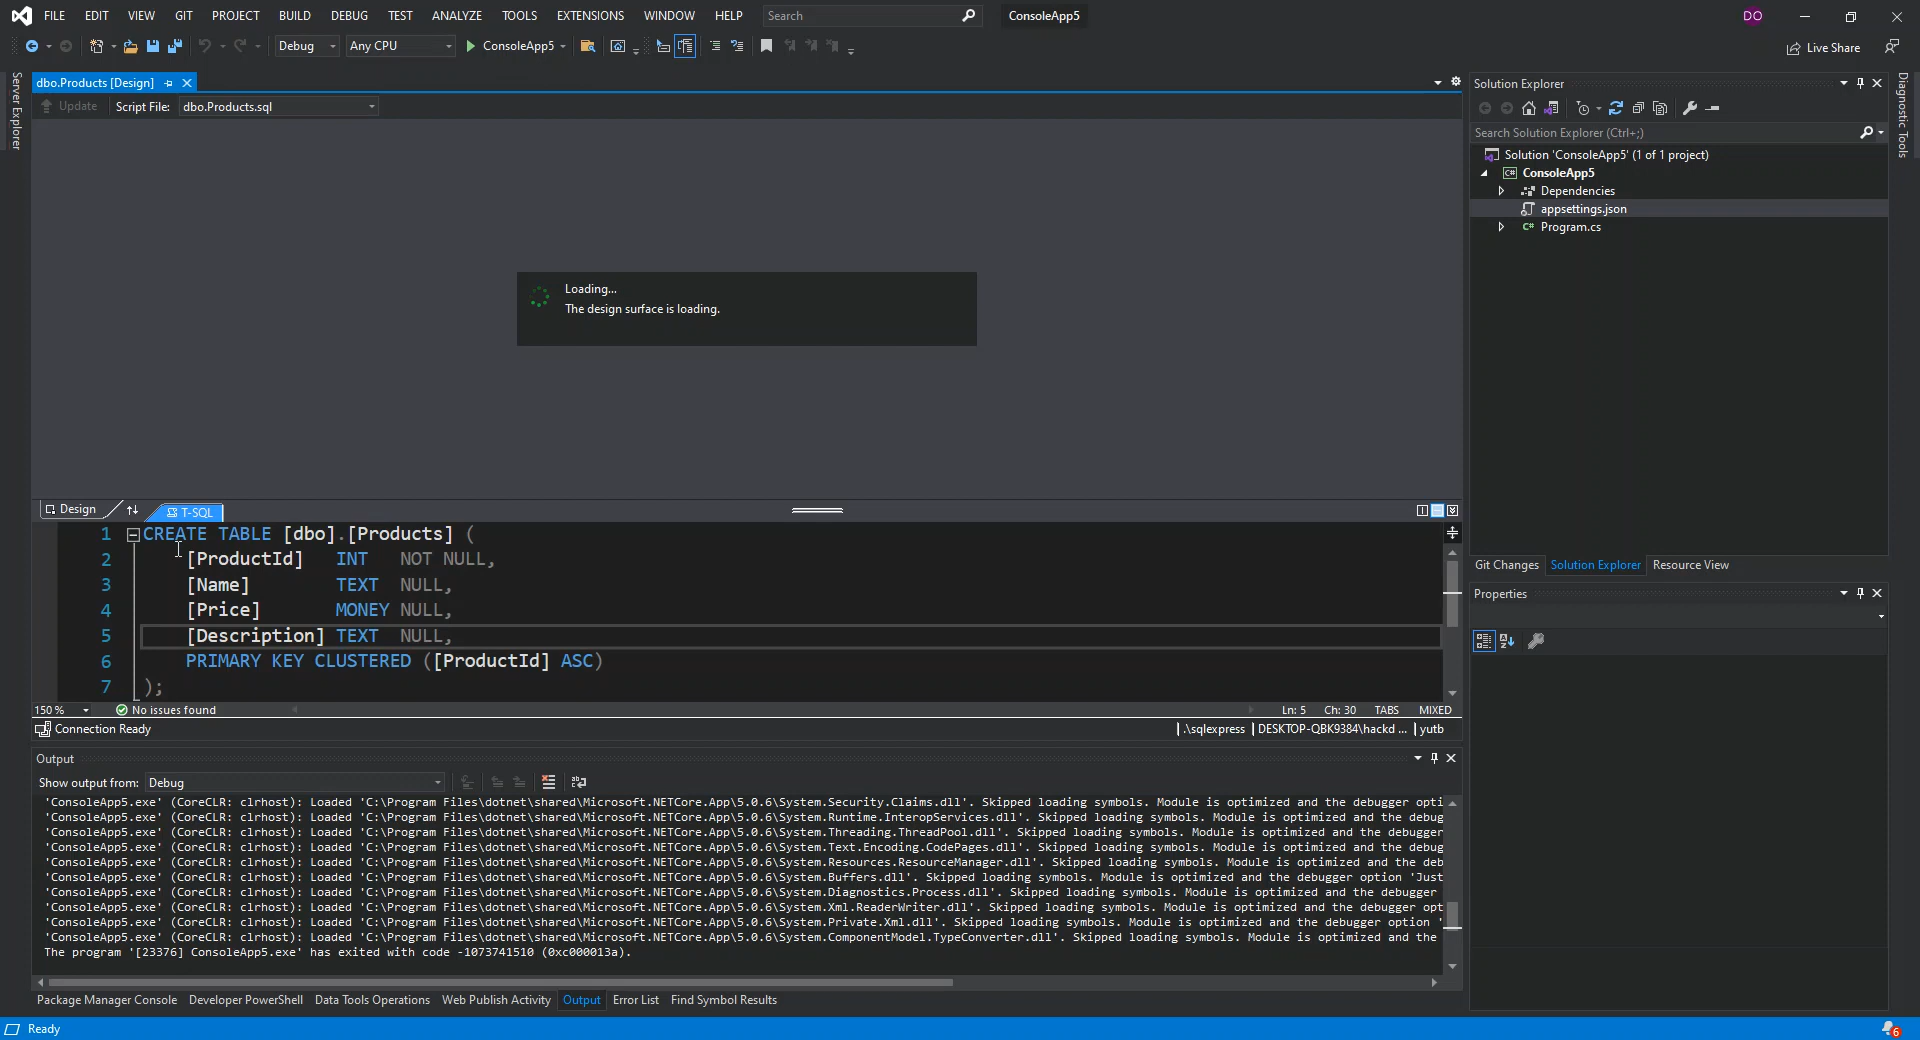 FILE EDIT VIEW GIT PROJECT BUILD DEBUG TEST ANALYZE TOOLS EXTENSIONS WINDOW HELP Search ConsoleApp5 DO
Debug Any CPU ConsoleApp5 Live Share
Server Explorer
dbo.Products [Design]
Update Script File: dbo.Products.sql
Loading...
The design surface is loading.
Design T-SQL
1 CREATE TABLE [dbo].[Products] (
2 [ProductId] INT NOT NULL,
3 [Name] TEXT NULL,
4 [Price] MONEY NULL,
5 [Description] TEXT NULL,
6 PRIMARY KEY CLUSTERED ([ProductId] ASC)
7 );
150 % No issues found Ln: 5 Ch: 30 TABS MIXED
Connection Ready .\sqlexpress DESKTOP-QBK9384\hackd ... yutb
Output
Show output from: Debug
'ConsoleApp5.exe' (CoreCLR: clrhost): Loaded 'C:\Program Files\dotnet\shared\Microsoft.NETCore.App\5.0.6\System.Security.Claims.dll'. Skipped loading symbols. Module is optimized and the debugger opti
'ConsoleApp5.exe' (CoreCLR: clrhost): Loaded 'C:\Program Files\dotnet\shared\Microsoft.NETCore.App\5.0.6\System.Runtime.InteropServices.dll'. Skipped loading symbols. Module is optimized and the debug
'ConsoleApp5.exe' (CoreCLR: clrhost): Loaded 'C:\Program Files\dotnet\shared\Microsoft.NETCore.App\5.0.6\System.Threading.ThreadPool.dll'. Skipped loading symbols. Module is optimized and the debugger
'ConsoleApp5.exe' (CoreCLR: clrhost): Loaded 'C:\Program Files\dotnet\shared\Microsoft.NETCore.App\5.0.6\System.Text.Encoding.CodePages.dll'. Skipped loading symbols. Module is optimized and the debug
'ConsoleApp5.exe' (CoreCLR: clrhost): Loaded 'C:\Program Files\dotnet\shared\Microsoft.NETCore.App\5.0.6\System.Resources.ResourceManager.dll'. Skipped loading symbols. Module is optimized and the deb
'ConsoleApp5.exe' (CoreCLR: clrhost): Loaded 'C:\Program Files\dotnet\shared\Microsoft.NETCore.App\5.0.6\System.Buffers.dll'. Skipped loading symbols. Module is optimized and the debugger option 'Just
'ConsoleApp5.exe' (CoreCLR: clrhost): Loaded 'C:\Program Files\dotnet\shared\Microsoft.NETCore.App\5.0.6\System.Diagnostics.Process.dll'. Skipped loading symbols. Module is optimized and the debugger
'ConsoleApp5.exe' (CoreCLR: clrhost): Loaded 'C:\Program Files\dotnet\shared\Microsoft.NETCore.App\5.0.6\System.Xml.ReaderWriter.dll'. Skipped loading symbols. Module is optimized and the debugger opt
'ConsoleApp5.exe' (CoreCLR: clrhost): Loaded 'C:\Program Files\dotnet\shared\Microsoft.NETCore.App\5.0.6\System.Private.Xml.dll'. Skipped loading symbols. Module is optimized and the debugger option '
'ConsoleApp5.exe' (CoreCLR: clrhost): Loaded 'C:\Program Files\dotnet\shared\Microsoft.NETCore.App\5.0.6\System.ComponentModel.TypeConverter.dll'. Skipped loading symbols. Module is optimized and the
The program '[23376] ConsoleApp5.exe' has exited with code -1073741510 (0xc000013a).
Package Manager Console Developer PowerShell Data Tools Operations Web Publish Activity Output Error List Find Symbol Results
Solution Explorer
Search Solution Explorer (Ctrl+;)
Solution 'ConsoleApp5' (1 of 1 project)
ConsoleApp5
Dependencies
appsettings.json
Program.cs
Git Changes Solution Explorer Resource View
Properties
Diagnostic Tools
Ready 6